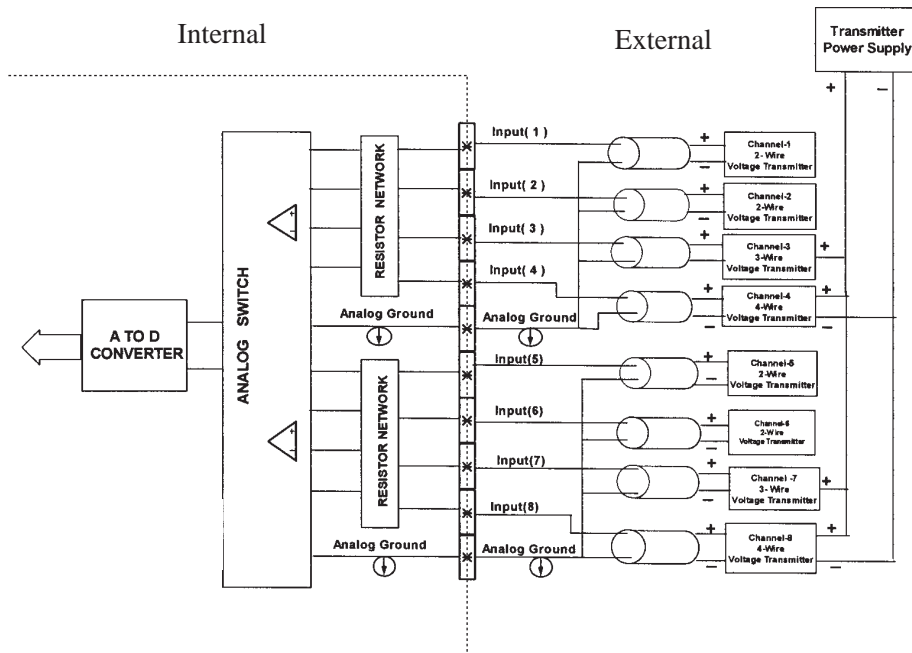 Internal
External
Transmitter
Power Supply
+
−
Input( 1 )
+
−
Channel-1
2- Wire
Voltage Transmitter
Input( 2 )
+
−
Channel-2
2-Wire
Voltage Transmitter
Input( 3 )
+
−
Channel-3
3-Wire
Voltage Transmitter
+
Input( 4 )
+
−
Channel-4
4-Wire
Voltage Transmitter
+
−
RESISTOR NETWORK
Analog Ground
Analog Ground
ANALOG SWITCH
A TO D
CONVERTER
Input(5)
+
−
Channel-5
2-Wire
Voltage Transmitter
Input(6)
+
−
Channel-6
2-Wire
Voltage Transmitter
Input(7)
+
−
Channel -7
3- Wire
Voltage Transmitter
+
Input(8)
+
−
Channel-8
4-Wire
Voltage Transmitter
+
−
RESISTOR NETWORK
Analog Ground
Analog Ground